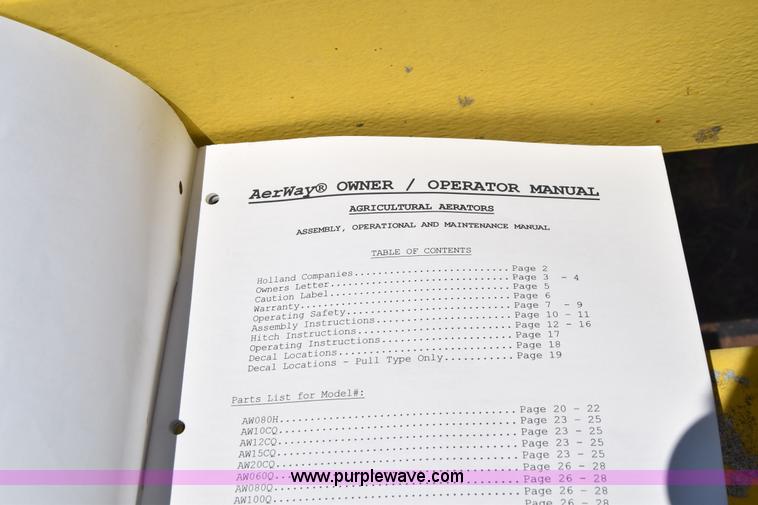 AerWay® OWNER / OPERATOR MANUAL
AGRICULTURAL AERATORS
ASSEMBLY, OPERATIONAL AND MAINTENANCE MANUAL
TABLE OF CONTENTS
Holland Companies..........................Page 2
Owners Letter..............................Page 3 - 4
Caution Label..............................Page 5
Warranty...................................Page 6
Operating Safety...........................Page 7 - 9
Assembly Instructions......................Page 10 - 11
Hitch Instructions.........................Page 12 - 16
Operating Instructions.....................Page 17
Decal Locations............................Page 18
Decal Locations - Pull Type Only...........Page 19
Parts List for Model#:
AW080H.....................................Page 20 - 22
AW10CQ.....................................Page 23 - 25
AW12CQ.....................................Page 23 - 25
AW15CQ.....................................Page 23 - 25
AW20CQ.....................................Page 23 - 25
AW060Q.....................................Page 26 - 28
AW080Q.....................................Page 26 - 28
AW100Q.....................................Page 26 - 28
www.purplewave.com